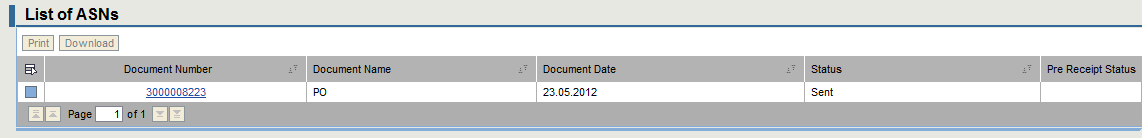 List of ASNs
Print Download
Document Number Document Name Document Date Status Pre Receipt Status
3000008223 PO 23.05.2012 Sent
Page 1 of 1